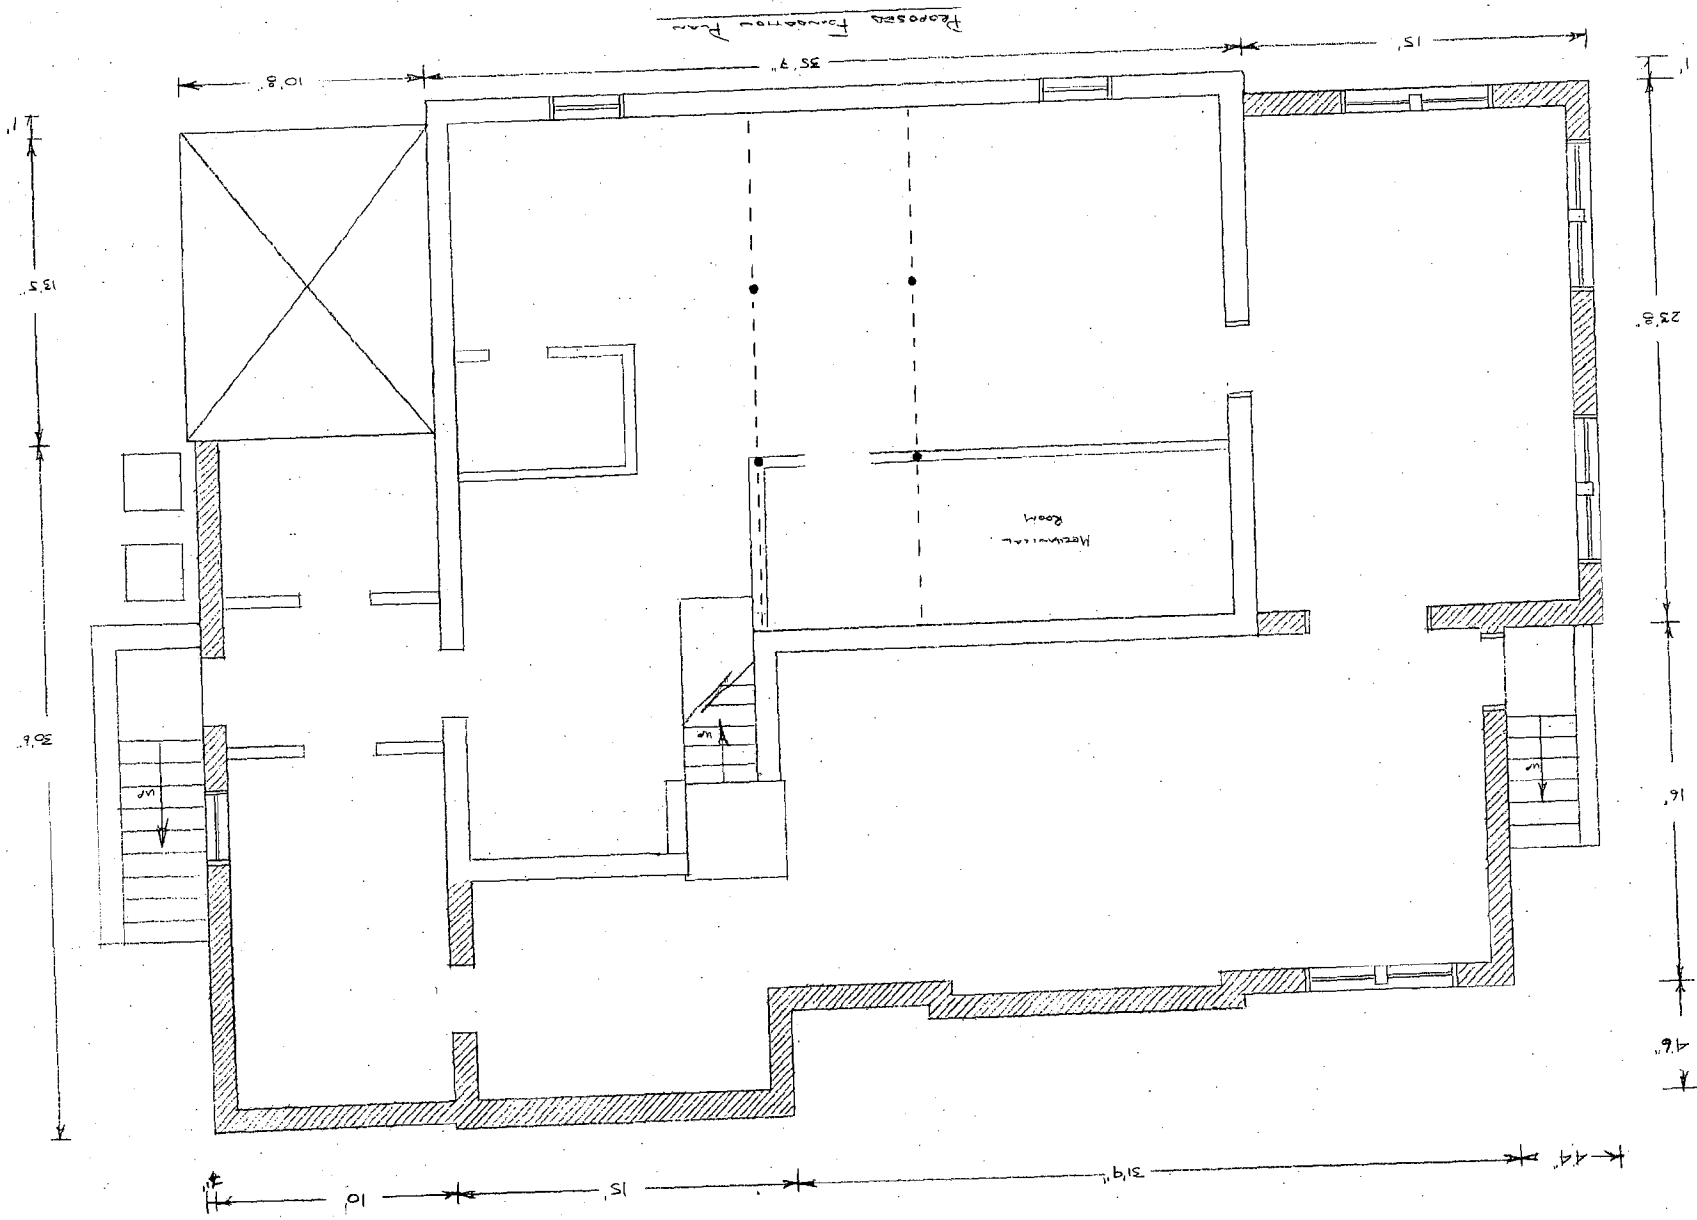 4'4"
31'9"
15'
10'
4'6"
16'
UP
UP
UP
30'6"
MECHANICAL
ROOM
23'8"
13'5"
1'
1'
15'
35'7"
10'8"
PROPOSED FOUNDATION PLAN